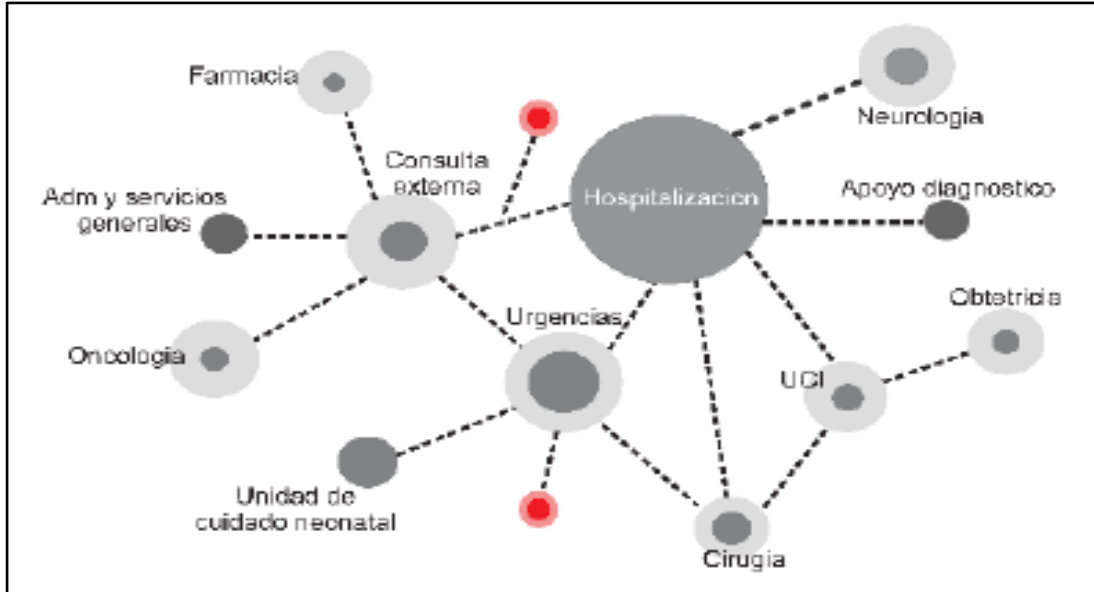 Farmacia
Neurologia
Consulta
externa
Hospitalizacion
Apoyo diagnostico
Adm y servicios
generales
Obtetricia
Urgencias
Oncologia
UCI
Unidad de
cuidado neonatal
Cirugia